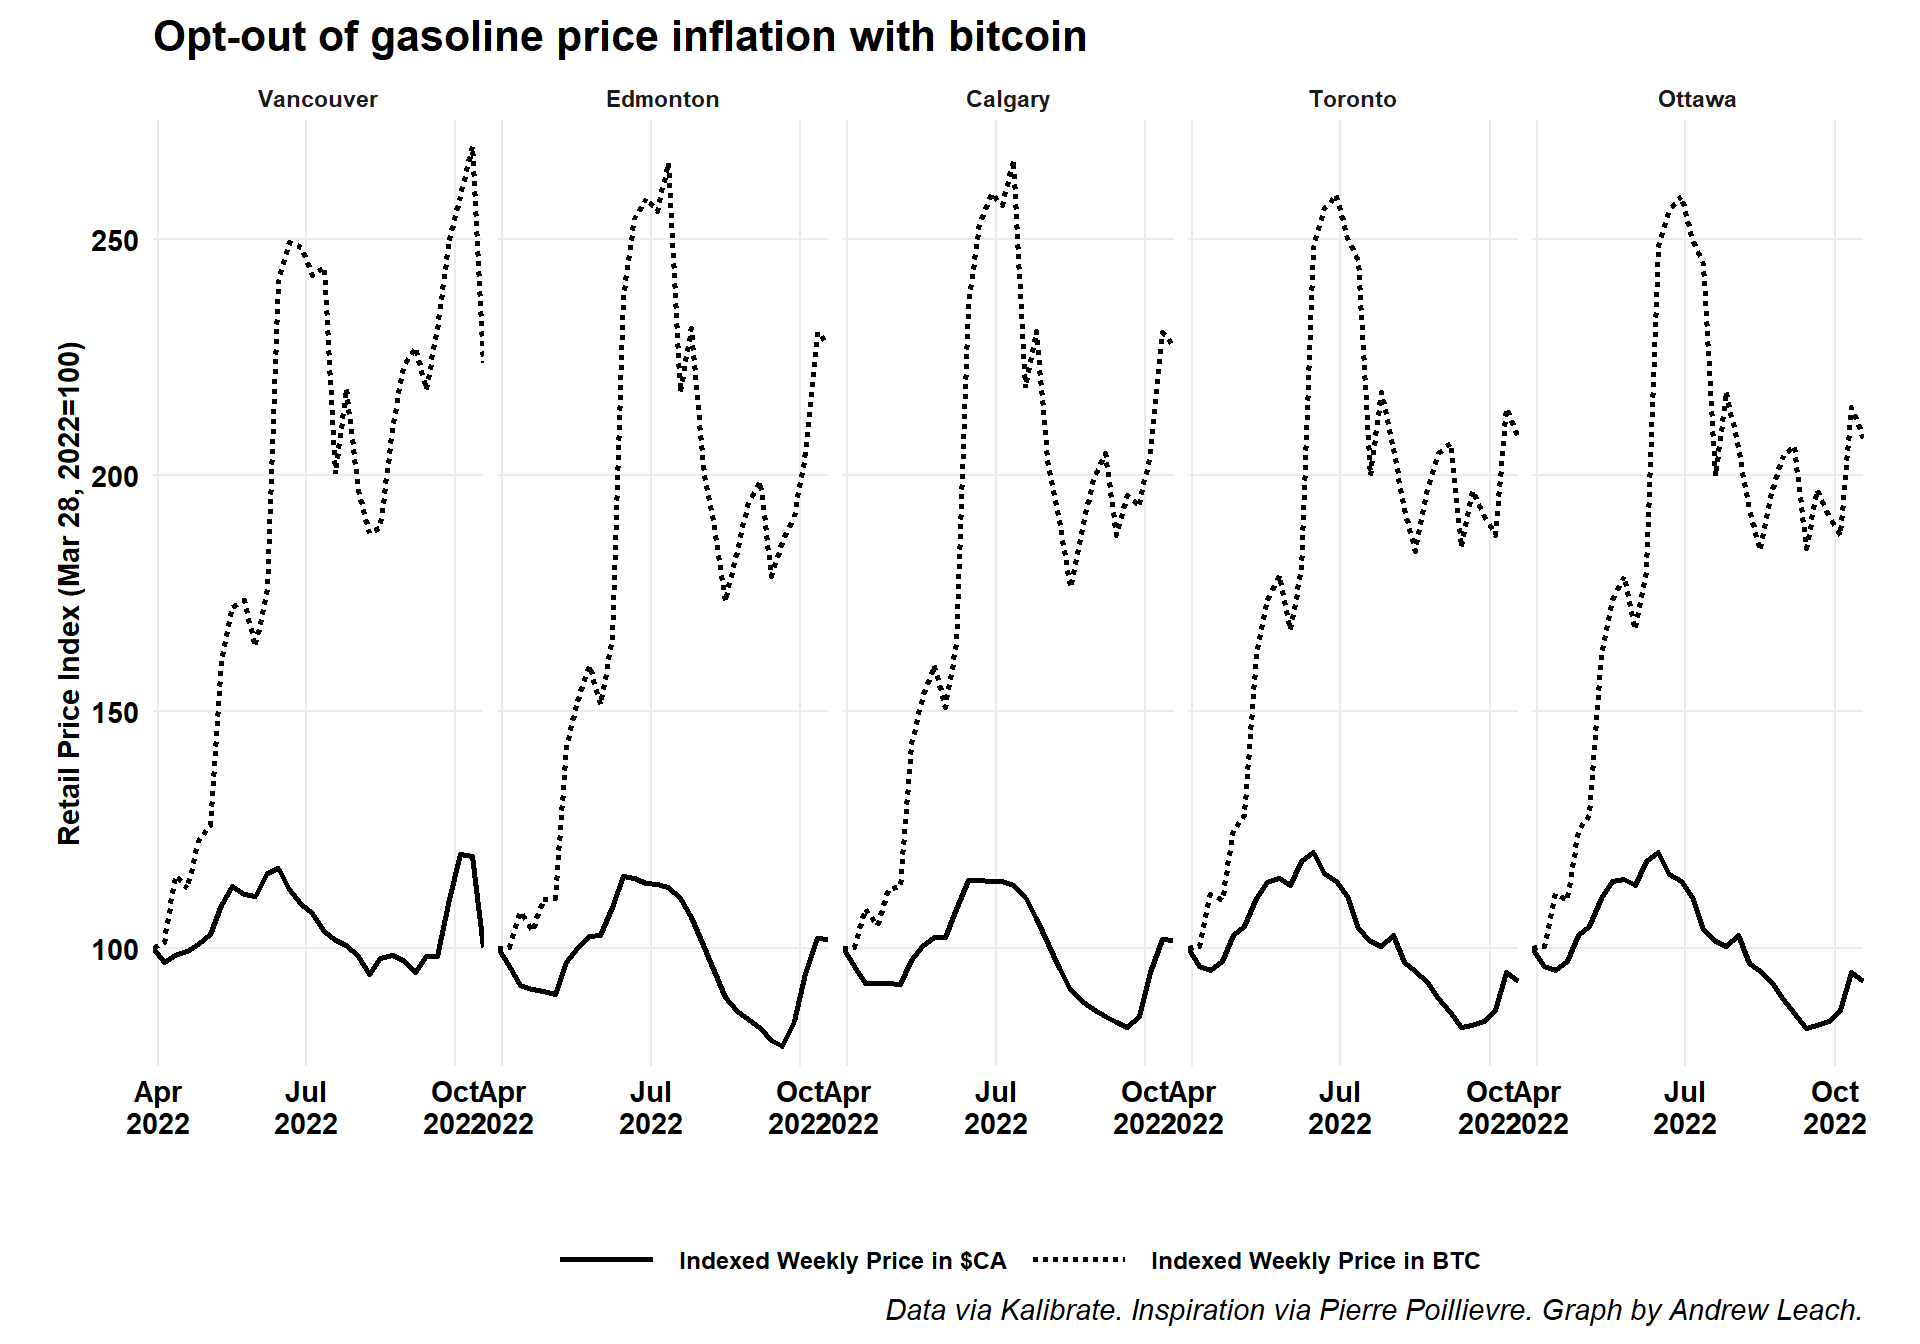 Opt-out of gasoline price inflation with bitcoin
Vancouver
Edmonton
Calgary
Toronto
Ottawa
Retail Price Index (Mar 28, 2022=100)
250
200
150
100
Apr
2022
Jul
2022
Oct
2022
Apr
2022
Jul
2022
Oct
2022
Apr
2022
Jul
2022
Oct
2022
Apr
2022
Jul
2022
Oct
2022
Apr
2022
Jul
2022
Oct
2022
Indexed Weekly Price in $CA
Indexed Weekly Price in BTC
Data via Kalibrate. Inspiration via Pierre Poillievre. Graph by Andrew Leach.